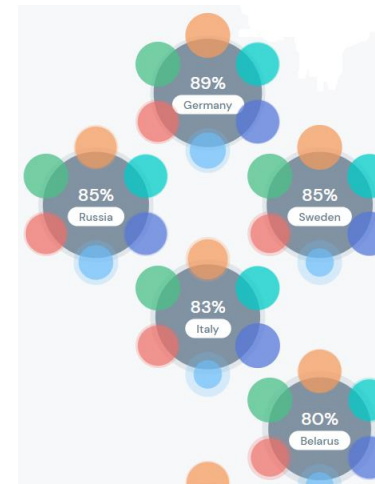 89%
Germany
85%
Russia
85%
Sweden
83%
Italy
80%
Belarus